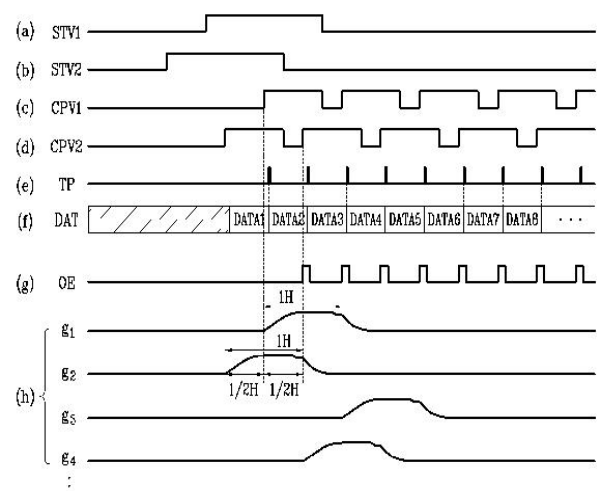 (a) STV1
(b) STV2
(c) CPV1
(d) CPV2
(e) TP
(f) DAT DATA1 DATA2 DATA3 DATA4 DATA5 DATA6 DATA7 DATA8 ...
(g) OE
1H
g1
1H
g2
1/2H 1/2H
(h)
g3
g4
: